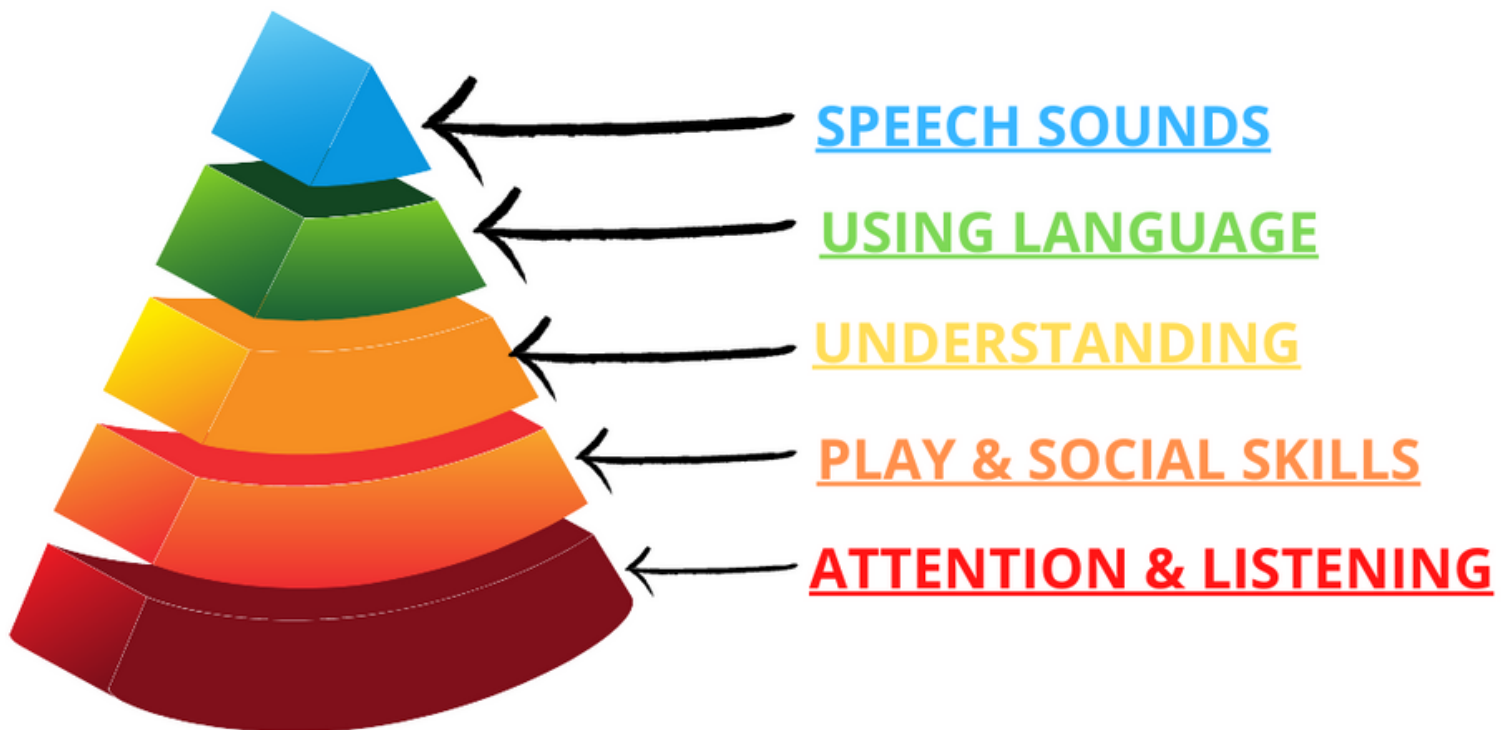 SPEECH SOUNDS
USING LANGUAGE
UNDERSTANDING
PLAY & SOCIAL SKILLS
ATTENTION & LISTENING